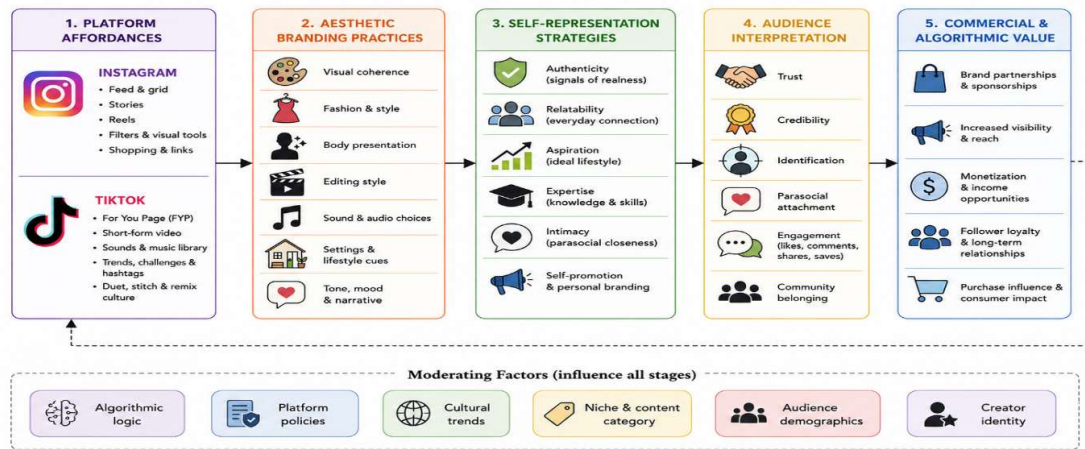 1. PLATFORM
AFFORDANCES
INSTAGRAM
• Feed & grid
• Stories
• Reels
• Filters & visual tools
• Shopping & links
TIKTOK
• For You Page (FYP)
• Short-form video
• Sounds & music library
• Trends, challenges &
hashtags
• Duet, stitch & remix
culture
2. AESTHETIC
BRANDING PRACTICES
Visual coherence
Fashion & style
Body presentation
Editing style
Sound & audio choices
Settings &
lifestyle cues
Tone, mood
& narrative
3. SELF-REPRESENTATION
STRATEGIES
Authenticity
(signals of realness)
Relatability
(everyday connection)
Aspiration
(ideal lifestyle)
Expertise
(knowledge & skills)
Intimacy
(parasocial closeness)
Self-promotion
& personal branding
4. AUDIENCE
INTERPRETATION
Trust
Credibility
Identification
Parasocial
attachment
Engagement
(likes, comments,
shares, saves)
Community
belonging
5. COMMERCIAL &
ALGORITHMIC VALUE
Brand partnerships
& sponsorships
Increased visibility
& reach
$
Monetization
& income
opportunities
Follower loyalty
& long-term
relationships
Purchase influence &
consumer impact
Moderating Factors (influence all stages)
Algorithmic
logic
Platform
policies
Cultural
trends
Niche & content
category
Audience
demographics
Creator
identity